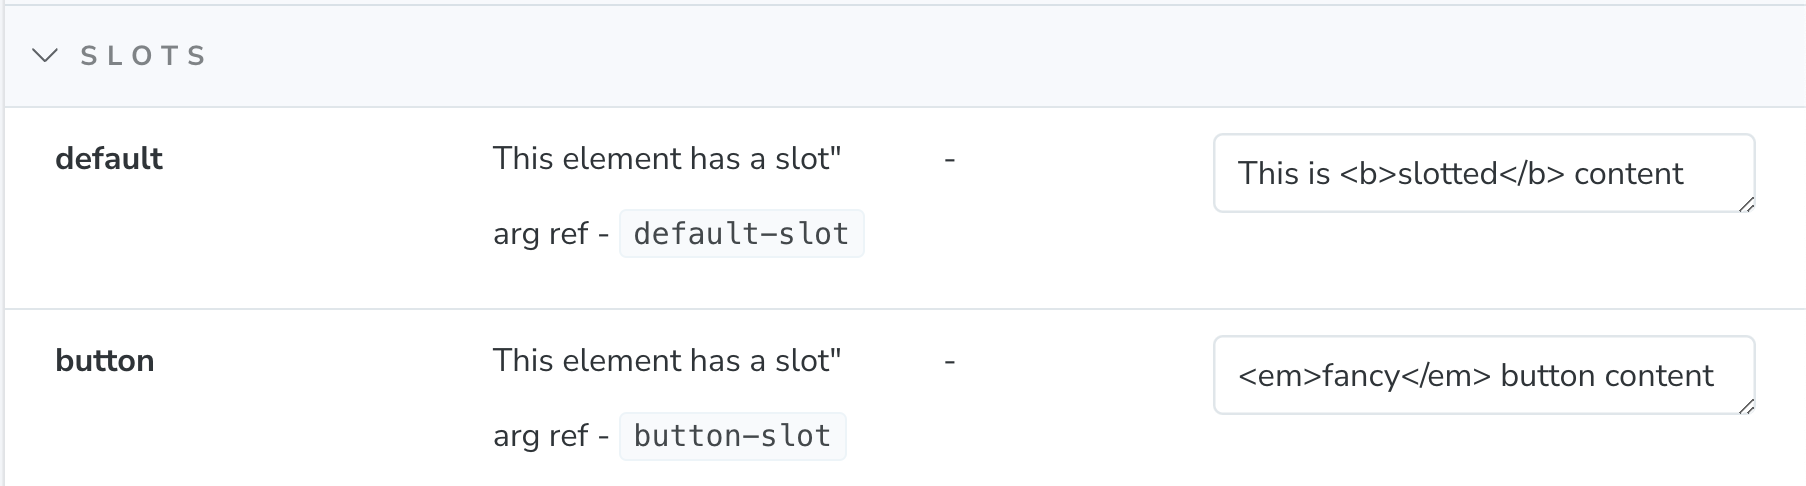 SLOTS
default
This element has a slot"
-
This is <b>slotted</b> content
arg ref - default-slot
button
This element has a slot"
-
<em>fancy</em> button content
arg ref - button-slot